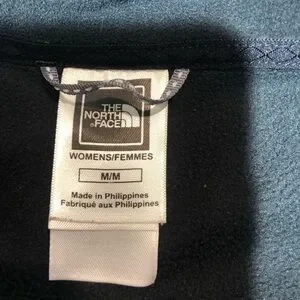 THE
NORTH
FACE
WOMENS/FEMMES
M/M
Made in Philippines
Fabriqué aux Philippines